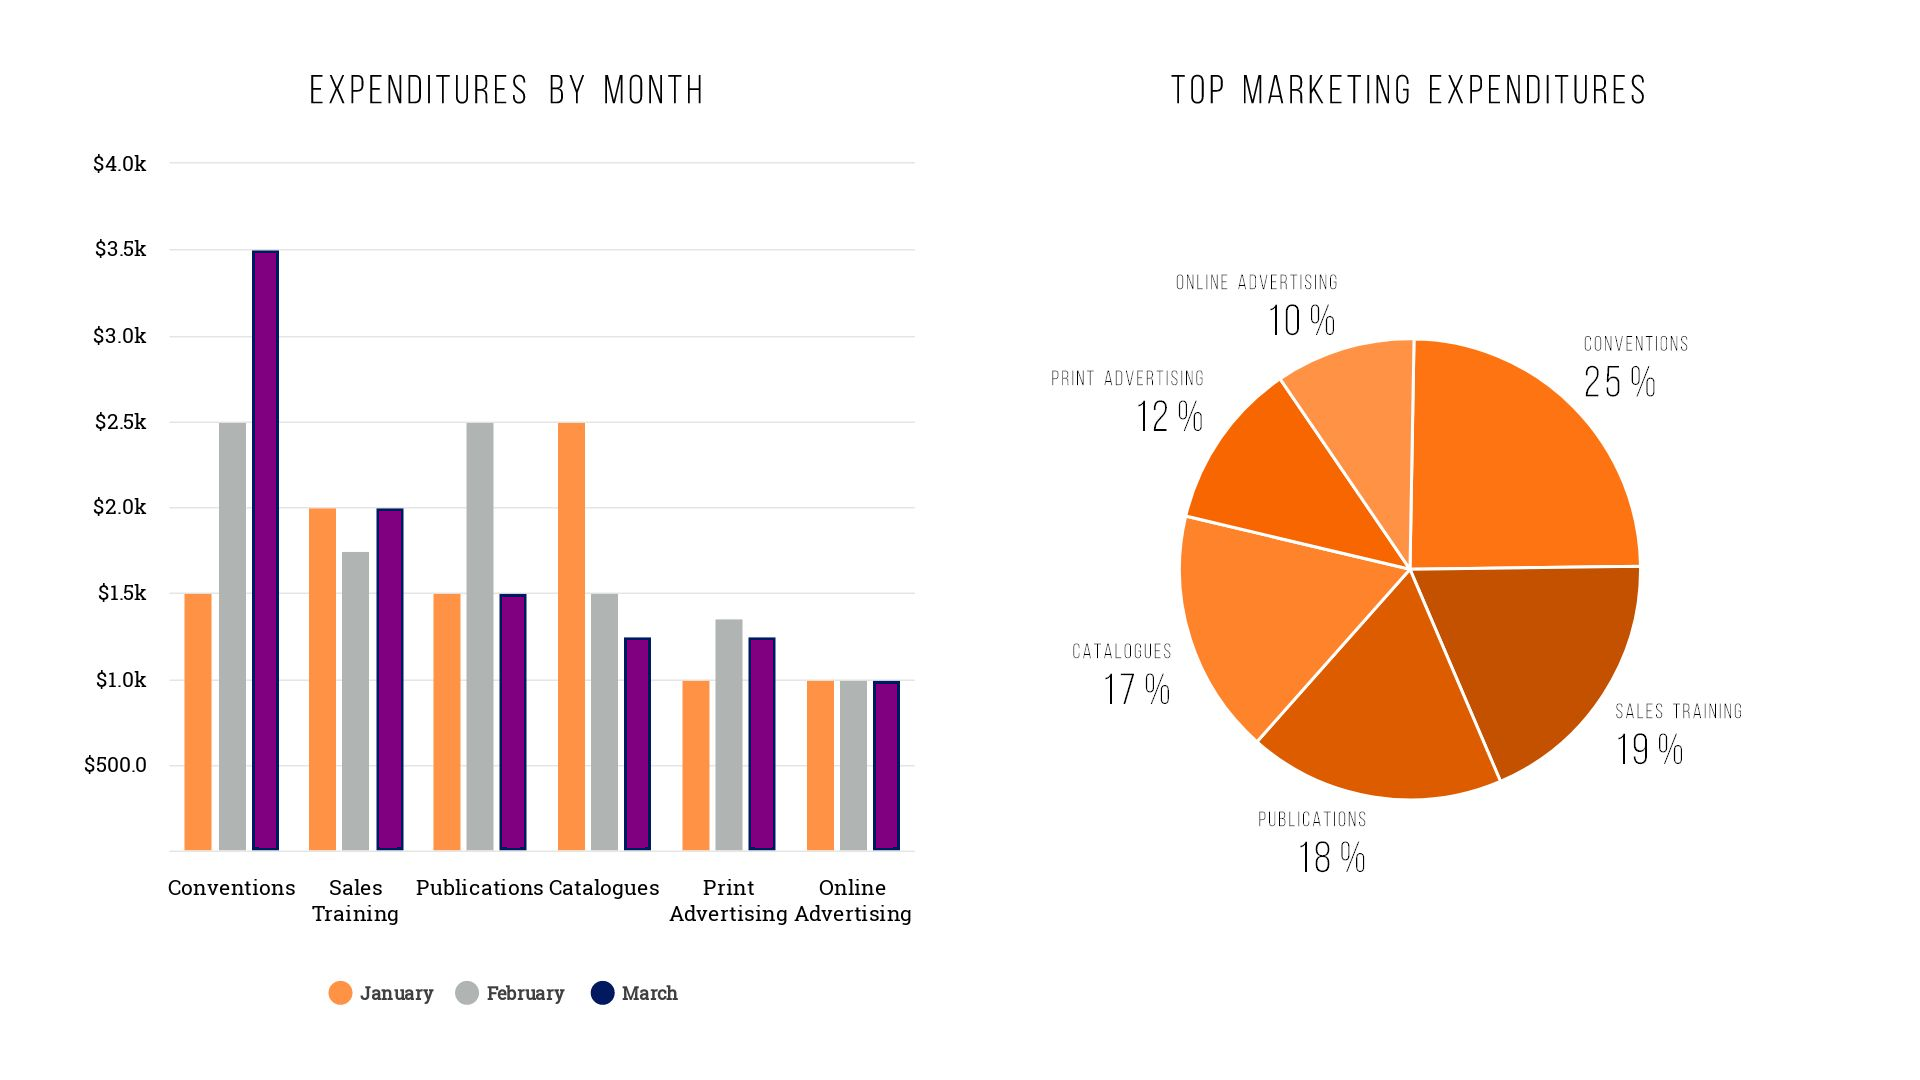 EXPENDITURES BY MONTH
$4.0k
$3.5k
$3.0k
$2.5k
$2.0k
$1.5k
$1.0k
$500.0
Conventions
Sales
Training
Publications
Catalogues
Print
Advertising
Online
Advertising
January
February
March
TOP MARKETING EXPENDITURES
ONLINE ADVERTISING
10 %
CONVENTIONS
25 %
PRINT ADVERTISING
12 %
CATALOGUES
17 %
SALES TRAINING
19 %
PUBLICATIONS
18 %